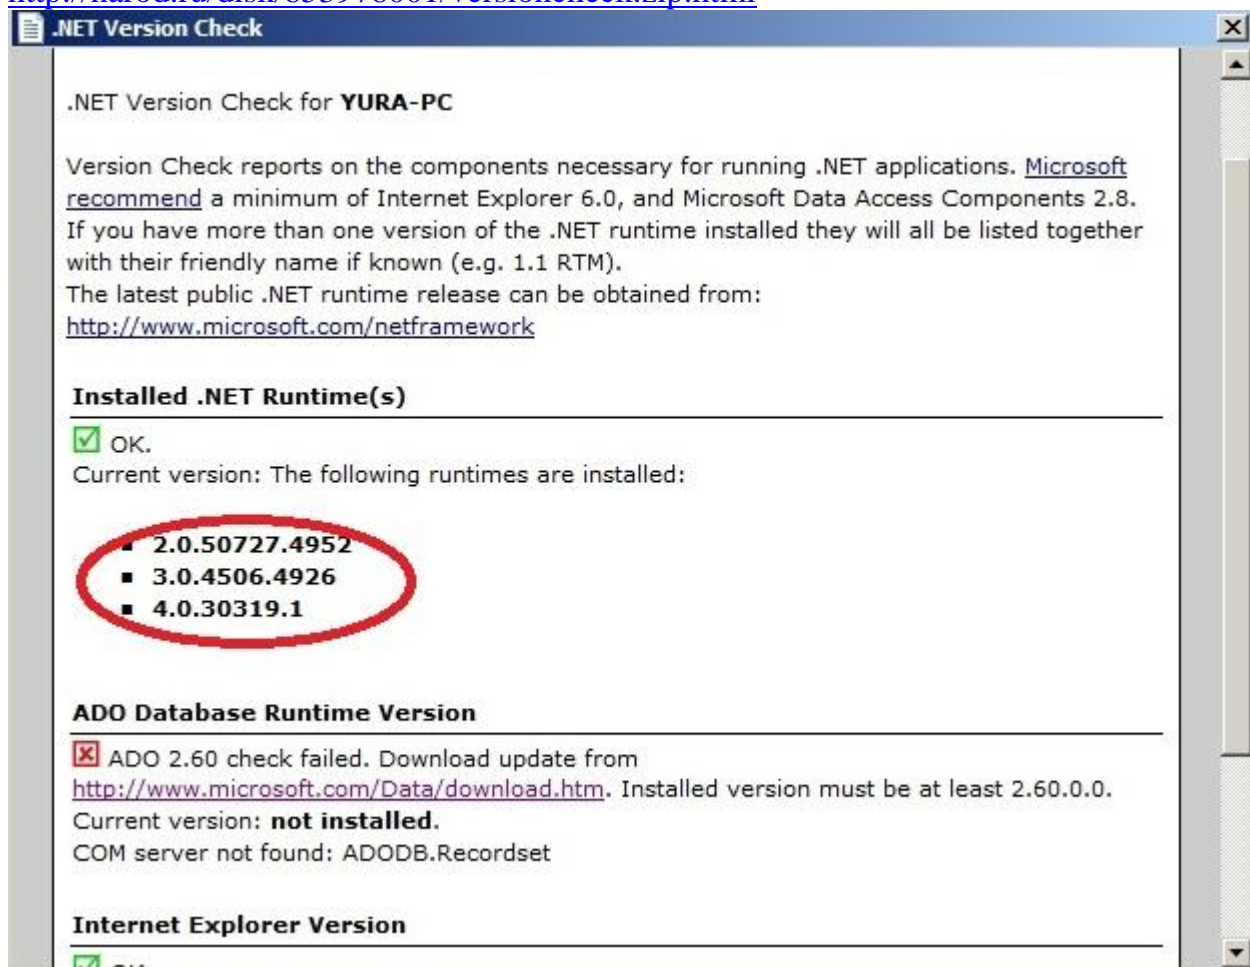 .NET Version Check
.NET Version Check for YURA-PC
Version Check reports on the components necessary for running .NET applications. Microsoft
recommend a minimum of Internet Explorer 6.0, and Microsoft Data Access Components 2.8.
If you have more than one version of the .NET runtime installed they will all be listed together
with their friendly name if known (e.g. 1.1 RTM).
The latest public .NET runtime release can be obtained from:
http://www.microsoft.com/netframework
Installed .NET Runtime(s)
OK.
Current version: The following runtimes are installed:
2.0.50727.4952
3.0.4506.4926
4.0.30319.1
ADO Database Runtime Version
ADO 2.60 check failed. Download update from
http://www.microsoft.com/Data/download.htm. Installed version must be at least 2.60.0.0.
Current version: not installed.
COM server not found: ADODB.Recordset
Internet Explorer Version